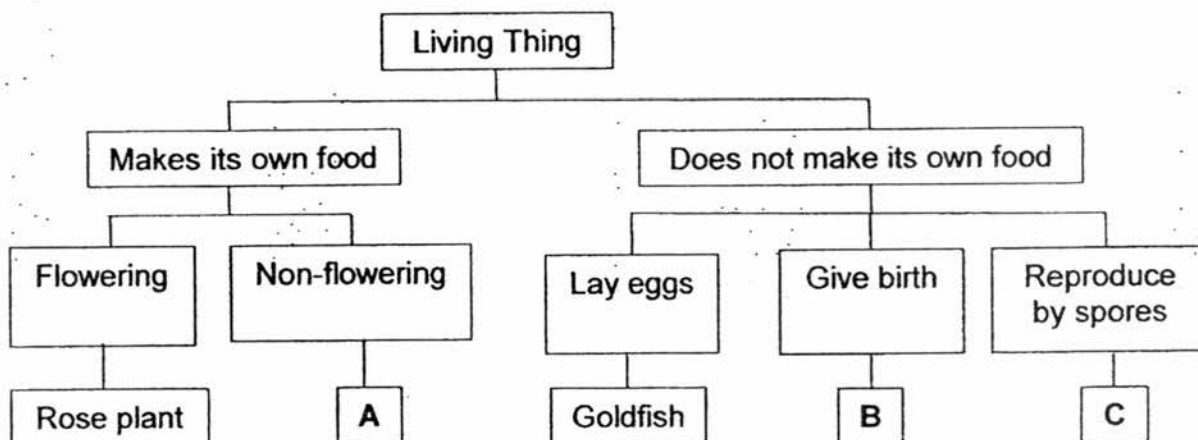 Living Thing
Makes its own food
Does not make its own food
Flowering
Non-flowering
Lay eggs
Give birth
Reproduce
by spores
Rose plant
A
Goldfish
B
C